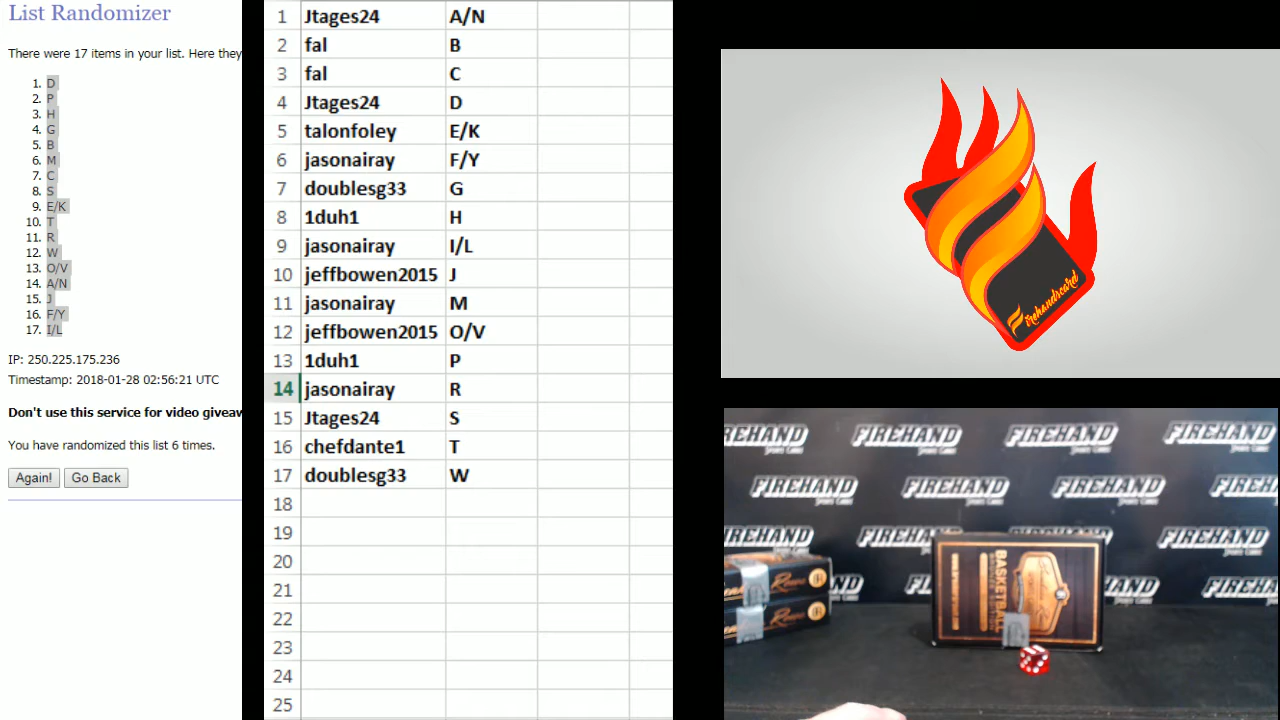 List Randomizer
There were 17 items in your list. Here they
1. D
2. P
3. H
4. G
5. B
6. M
7. C
8. S
9. E/K
10. T
11. R
12. W
13. O/V
14. A/N
15. J
16. F/Y
17. I/L
IP: 250.225.175.236
Timestamp: 2018-01-28 02:56:21 UTC
Don't use this service for video giveaw
You have randomized this list 6 times.
Again! Go Back
1 Jtages24 A/N
2 fal B
3 fal C
4 Jtages24 D
5 talonfoley E/K
6 jasonairay F/Y
7 doublesg33 G
8 1duh1 H
9 jasonairay I/L
10 jeffbowen2015 J
11 jasonairay M
12 jeffbowen2015 O/V
13 1duh1 P
14 jasonairay R
15 Jtages24 S
16 chefdante1 T
17 doublesg33 W
18
19
20
21
22
23
24
25
Firehandscard
FIREHAND FIREHAND FIREHAND FIREHAND
FIREHAND FIREHAND FIREHAND FIREHAND
FIREHAND FIREHAND FIREHAND FIREHAND
FIREHAND FIREHAND FIREHAND
BASKETBALL